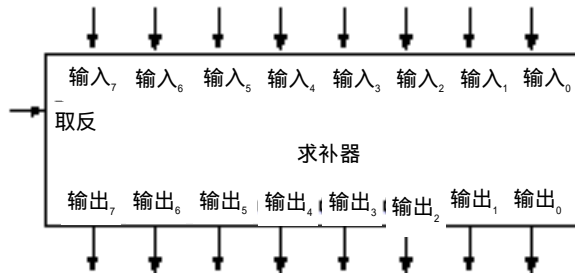 输入₇ 输入₆ 输入₅ 输入₄ 输入₃ 输入₂ 输入₁ 输入₀
取反
求补器
输出₇ 输出₆ 输出₅ 输出₄ 输出₃ 输出₂ 输出₁ 输出₀